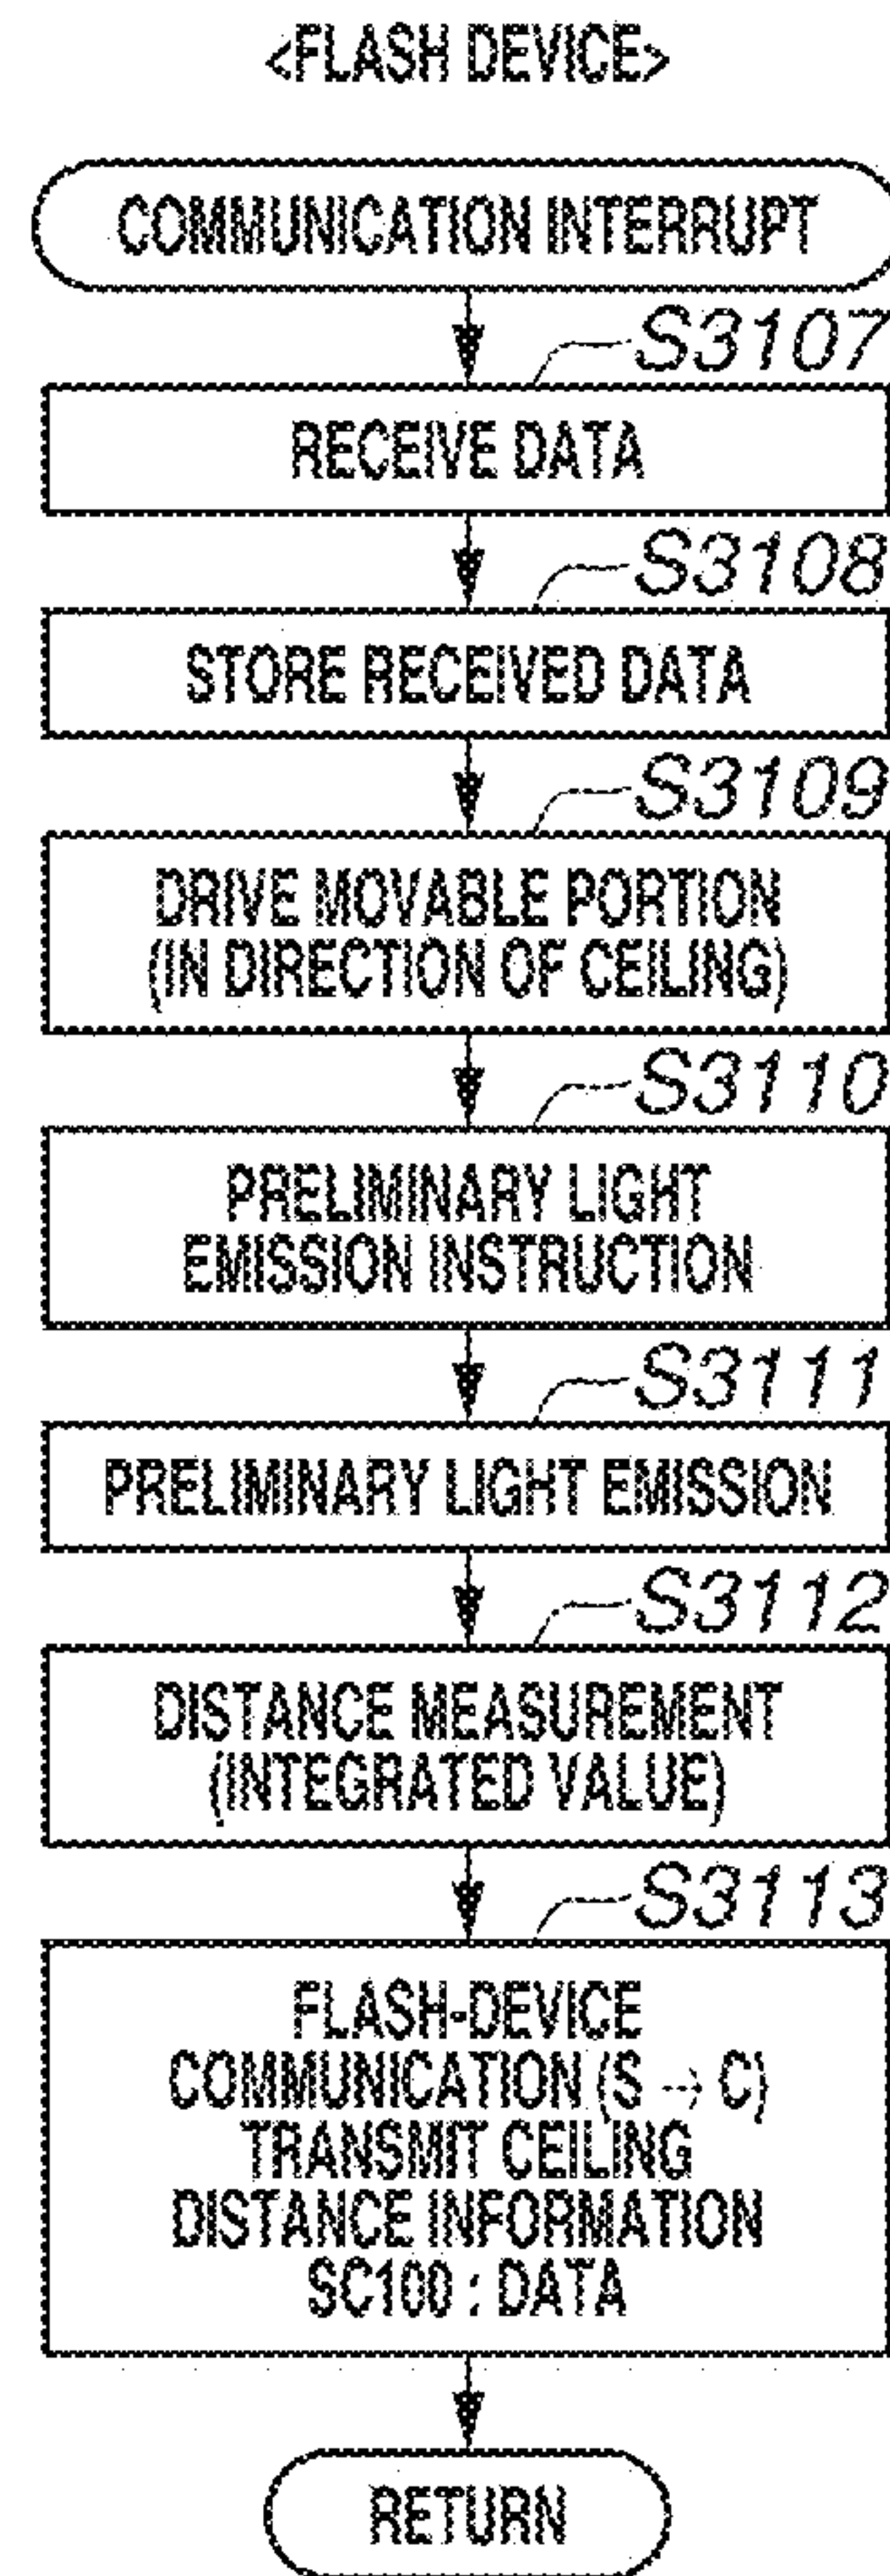 <FLASH DEVICE>
COMMUNICATION INTERRUPT
S3107
RECEIVE DATA
S3108
STORE RECEIVED DATA
S3109
DRIVE MOVABLE PORTION
(IN DIRECTION OF CEILING)
S3110
PRELIMINARY LIGHT
EMISSION INSTRUCTION
S3111
PRELIMINARY LIGHT EMISSION
S3112
DISTANCE MEASUREMENT
(INTEGRATED VALUE)
S3113
FLASH-DEVICE
COMMUNICATION (S → C)
TRANSMIT CEILING
DISTANCE INFORMATION
SC100 : DATA
RETURN